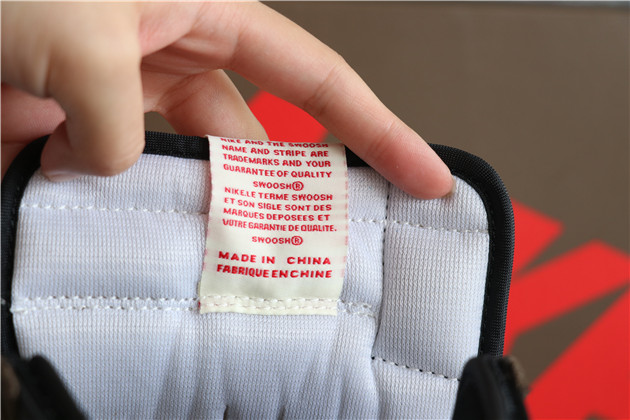 NIKE AND THE SWOOSH
NAME AND STRIPE ARE
TRADEMARKS AND YOUR
GUARANTEE OF QUALITY
SWOOSH®
NIKE.LE TERME SWOOSH
ET SON SIGLE SONT DES
MARQUES DEPOSEES ET
VOTRE GARANTIE DE QUALITE.
SWOOSH®
MADE IN CHINA
FABRIQUE EN CHINE